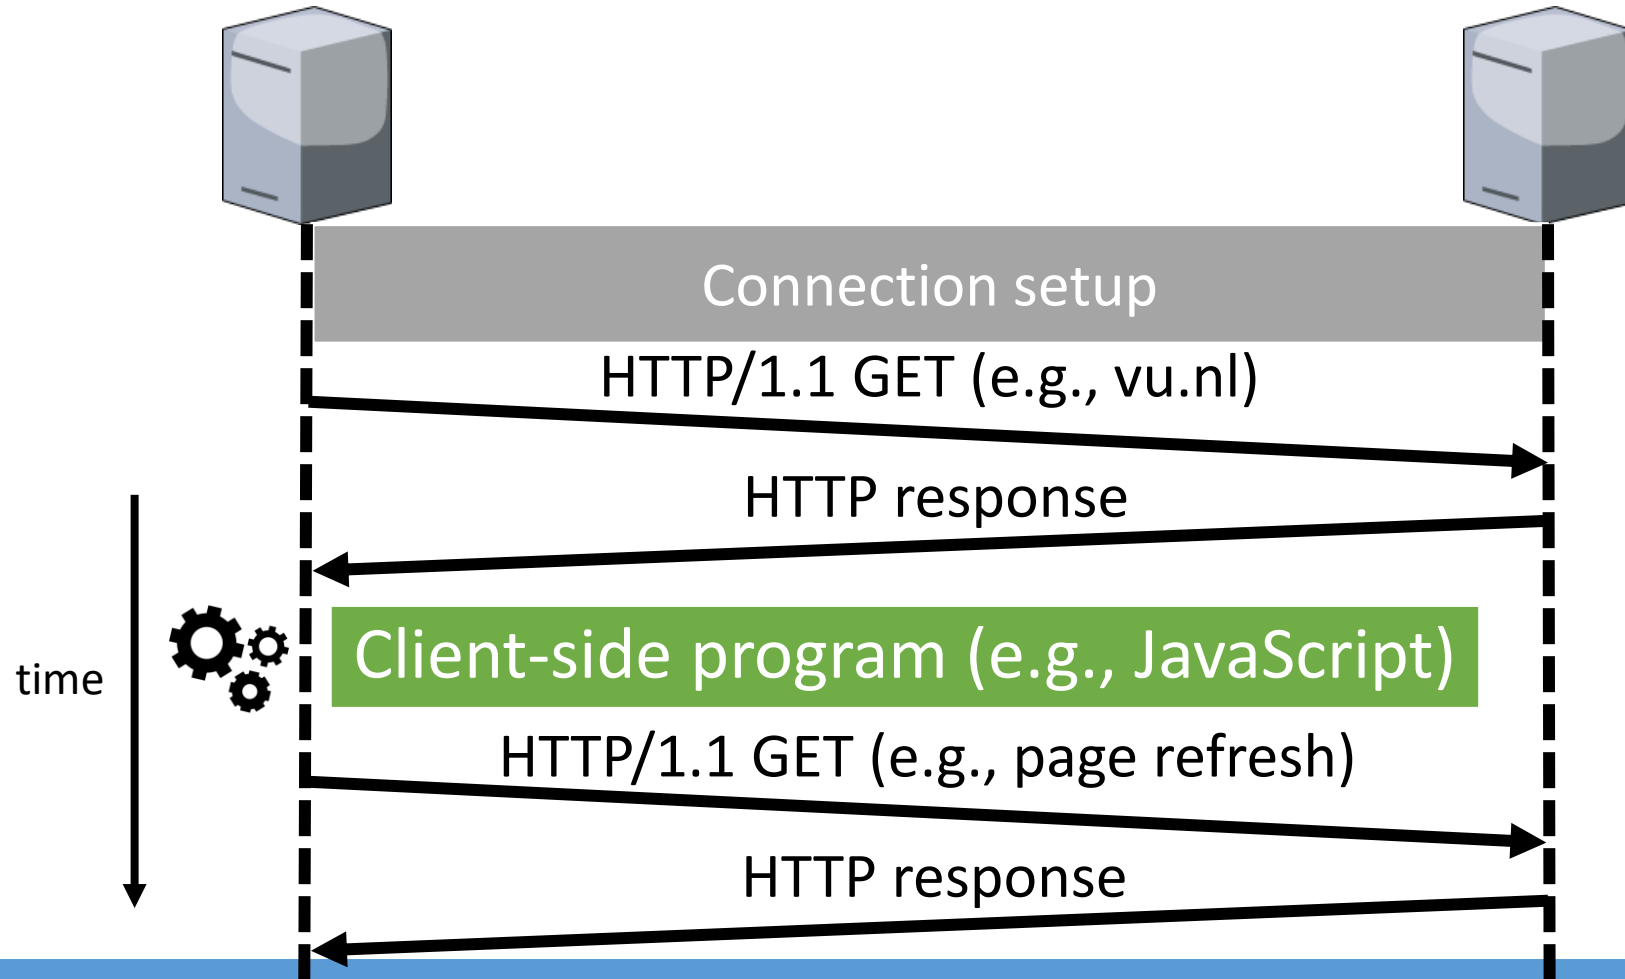 Connection setup
HTTP/1.1 GET (e.g., vu.nl)
HTTP response
Client-side program (e.g., JavaScript)
time
HTTP/1.1 GET (e.g., page refresh)
HTTP response